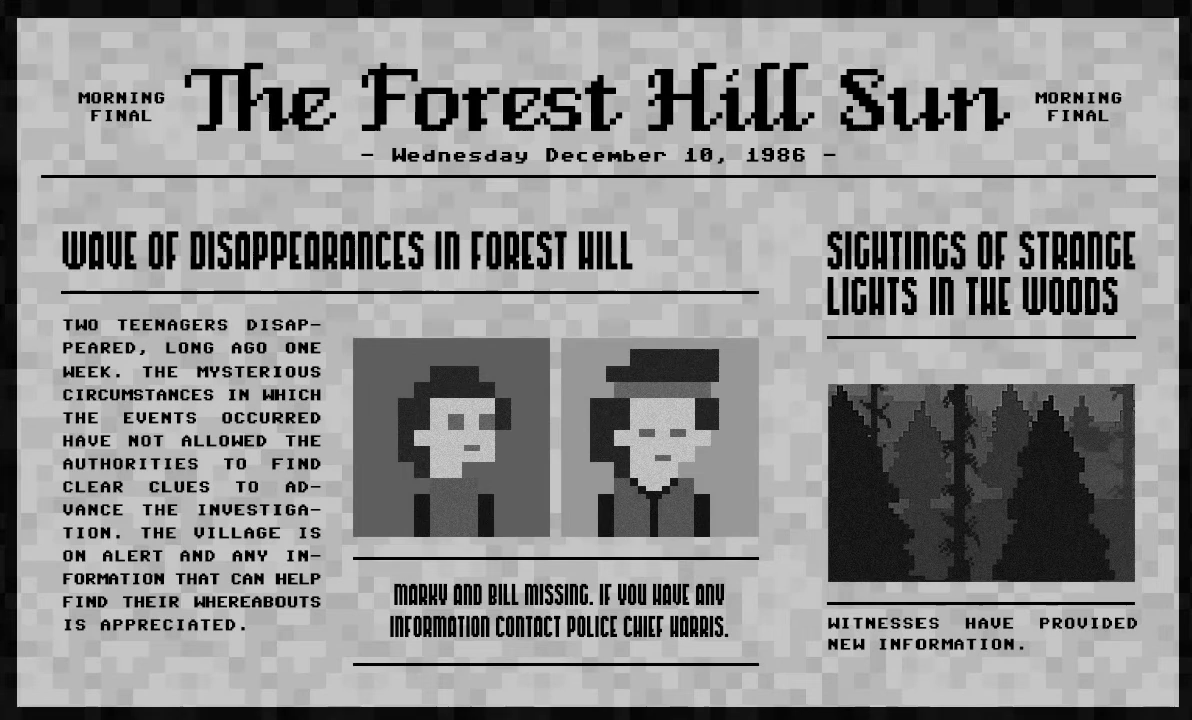 MORNING
FINAL
The Forest Hill Sun
MORNING
FINAL
- Wednesday December 10, 1986 -
WAVE OF DISAPPEARANCES IN FOREST HILL
TWO TEENAGERS DISAP-
PEARED, LONG AGO ONE
WEEK. THE MYSTERIOUS
CIRCUMSTANCES IN WHICH
THE EVENTS OCCURRED
HAVE NOT ALLOWED THE
AUTHORITIES TO FIND
CLEAR CLUES TO AD-
VANCE THE INVESTIGA-
TION. THE VILLAGE IS
ON ALERT AND ANY IN-
FORMATION THAT CAN HELP
FIND THEIR WHEREABOUTS
IS APPRECIATED.
MARKY AND BILL MISSING. IF YOU HAVE ANY
INFORMATION CONTACT POLICE CHIEF HARRIS.
SIGHTINGS OF STRANGE
LIGHTS IN THE WOODS
WITNESSES HAVE PROVIDED
NEW INFORMATION.